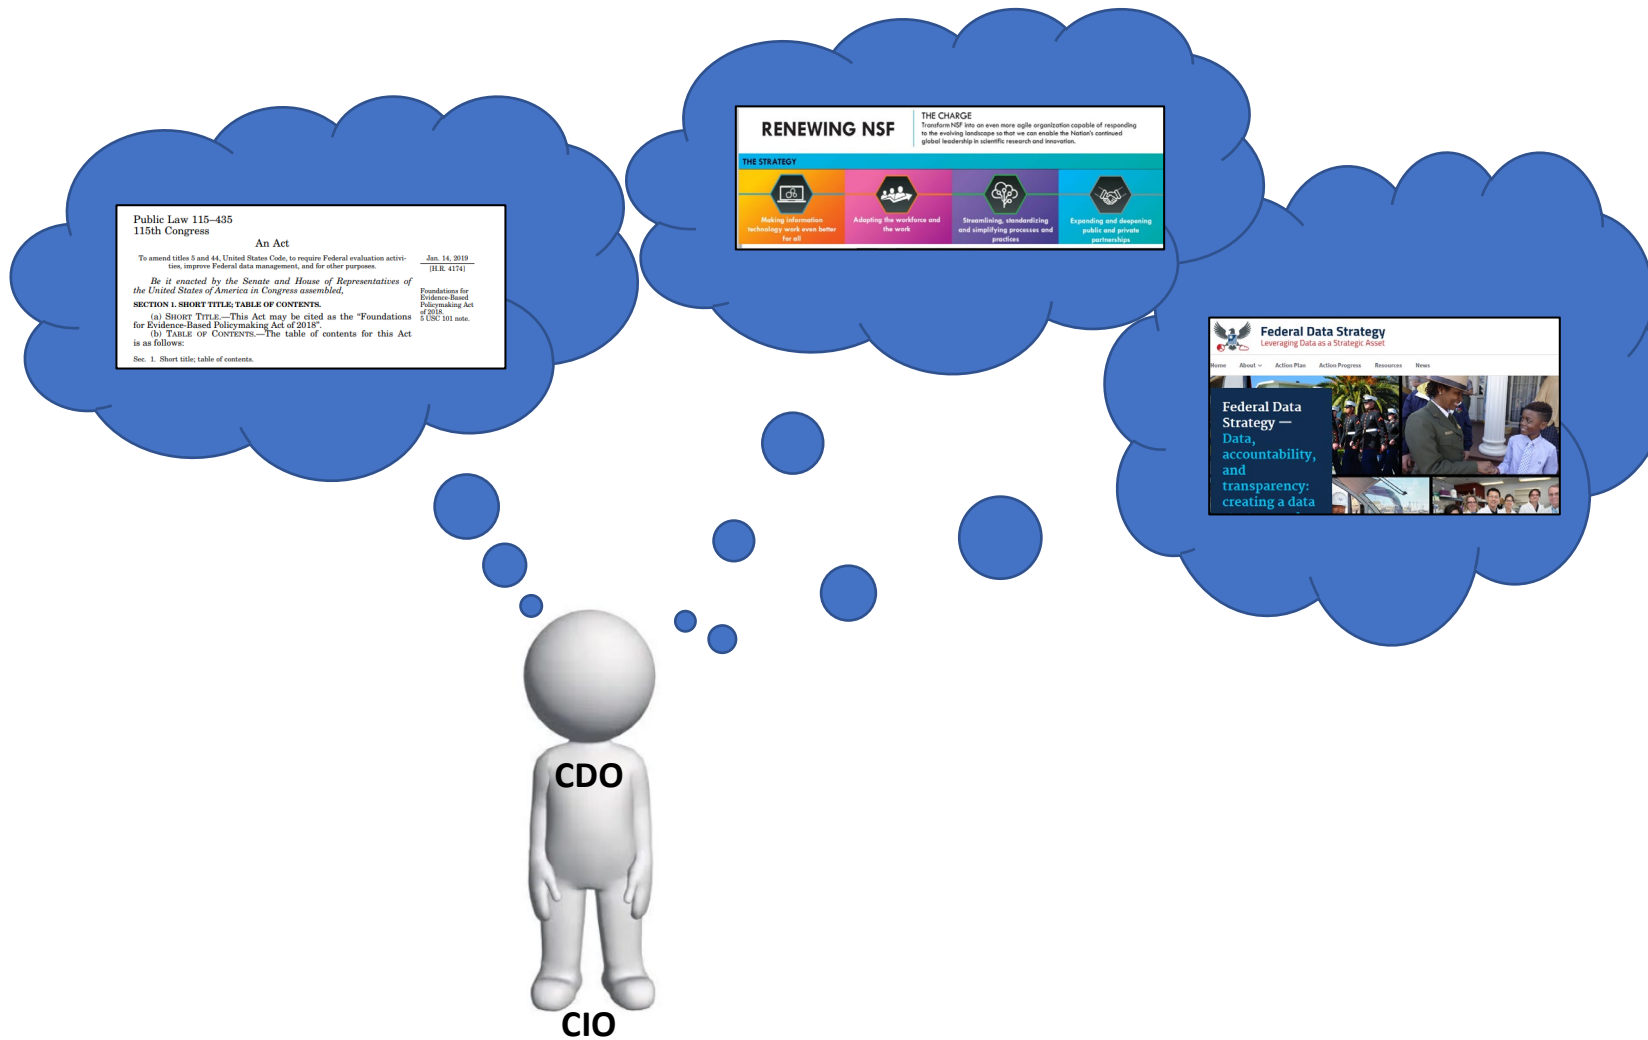 Public Law 115–435
115th Congress
An Act
To amend titles 5 and 44, United States Code, to require Federal evaluation activi-
ties, improve Federal data management, and for other purposes.
Jan. 14, 2019
[H.R. 4174]
Be it enacted by the Senate and House of Representatives of
the United States of America in Congress assembled,
Foundations for
Evidence-Based
Policymaking Act
of 2018.
5 USC 101 note.
SECTION 1. SHORT TITLE; TABLE OF CONTENTS.
(a) SHORT TITLE.—This Act may be cited as the “Foundations
for Evidence-Based Policymaking Act of 2018”.
(b) TABLE OF CONTENTS.—The table of contents for this Act
is as follows:
Sec. 1. Short title; table of contents.
RENEWING NSF
THE CHARGE
Transform NSF into an even more agile organization capable of responding
to the evolving landscape so that we can enable the Nation's continued
global leadership in scientific research and innovation.
THE STRATEGY
Making information
technology work even better
for all
Adapting the workforce and
the work
Streamlining, standardizing
and simplifying processes and
practices
Expanding and deepening
public and private
partnerships
Federal Data Strategy
Leveraging Data as a Strategic Asset
Home About Action Plan Action Progress Resources News
Federal Data
Strategy —
Data,
accountability,
and
transparency:
creating a data
CDO
CIO